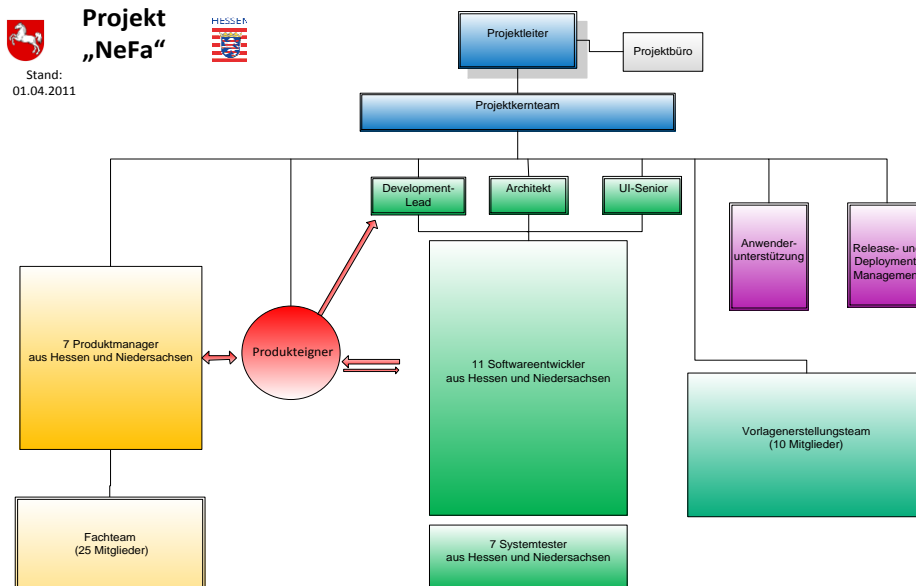 Projekt
„NeFa“
HESSEN
Stand:
01.04.2011
Projektleiter
Projektbüro
Projektkernteam
Development-
Lead
Architekt
UI-Senior
Anwender-
unterstützung
Release- un
Deployment
Managemen
7 Produktmanager
aus Hessen und Niedersachsen
Produkteigner
11 Softwareentwickler
aus Hessen und Niedersachsen
Vorlagenerstellungsteam
(10 Mitglieder)
Fachteam
(25 Mitglieder)
7 Systemtester
aus Hessen und Niedersachsen